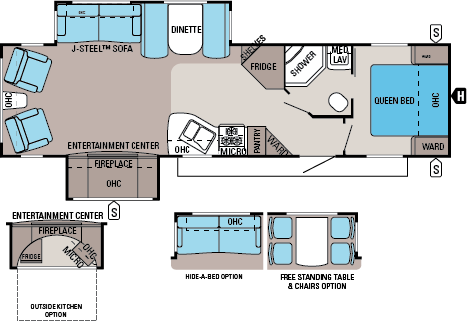 OHC
J-STEEL™ SOFA
DINETTE
SHELVES
FRIDGE
SHOWER
MED
LAV
S
WARD
QUEEN BED
OHC
H
WARD
S
OHC
ENTERTAINMENT CENTER
FIREPLACE
OHC
S
MICRO
PANTRY
WARD
ENTERTAINMENT CENTER
FIREPLACE
FRIDGE
MICRO
OHC
OUTSIDE KITCHEN
OPTION
OHC
HIDE-A-BED OPTION
FREE STANDING TABLE
& CHAIRS OPTION